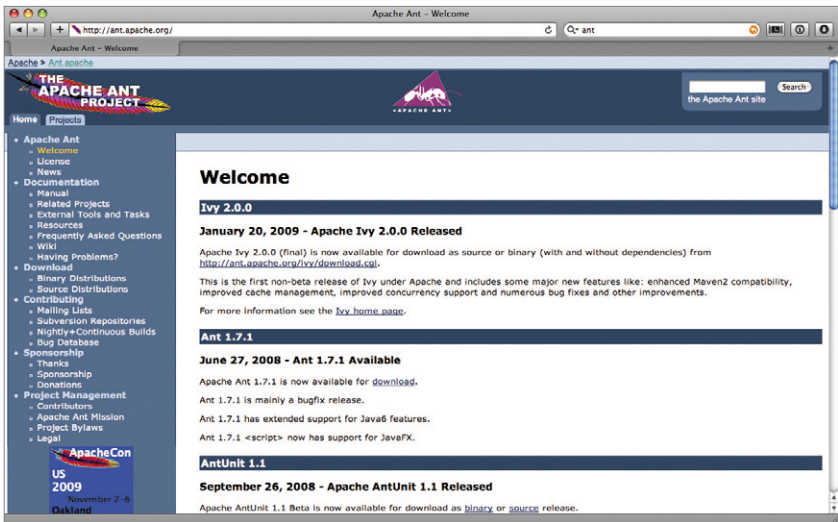 Apache Ant – Welcome
http://ant.apache.org/
ant
Apache Ant – Welcome
Apache > Ant.apache
THE
APACHE ANT
PROJECT
<APACHE ANT>
Search
the Apache Ant site
Home Projects
Apache Ant
Welcome
License
News
Documentation
Manual
Related Projects
External Tools and Tasks
Resources
Frequently Asked Questions
Wiki
Having Problems?
Download
Binary Distributions
Source Distributions
Contributing
Mailing Lists
Subversion Repositories
Nightly+Continuous Builds
Bug Database
Sponsorship
Thanks
Sponsorship
Donations
Project Management
Contributors
Apache Ant Mission
Project Bylaws
Legal
ApacheCon
US
2009
November 2-6
Oakland
Welcome
Ivy 2.0.0
January 20, 2009 - Apache Ivy 2.0.0 Released
Apache Ivy 2.0.0 (final) is now available for download as source or binary (with and without dependencies) from
http://ant.apache.org/ivy/download.cgi.
This is the first non-beta release of Ivy under Apache and includes some major new features like: enhanced Maven2 compatibility,
improved cache management, improved concurrency support and numerous bug fixes and other improvements.
For more information see the Ivy home page.
Ant 1.7.1
June 27, 2008 - Ant 1.7.1 Available
Apache Ant 1.7.1 is now available for download.
Ant 1.7.1 is mainly a bugfix release.
Ant 1.7.1 has extended support for Java6 features.
Ant 1.7.1 <script> now has support for JavaFX.
AntUnit 1.1
September 26, 2008 - Apache AntUnit 1.1 Released
Apache AntUnit 1.1 Beta is now available for download as binary or source release.